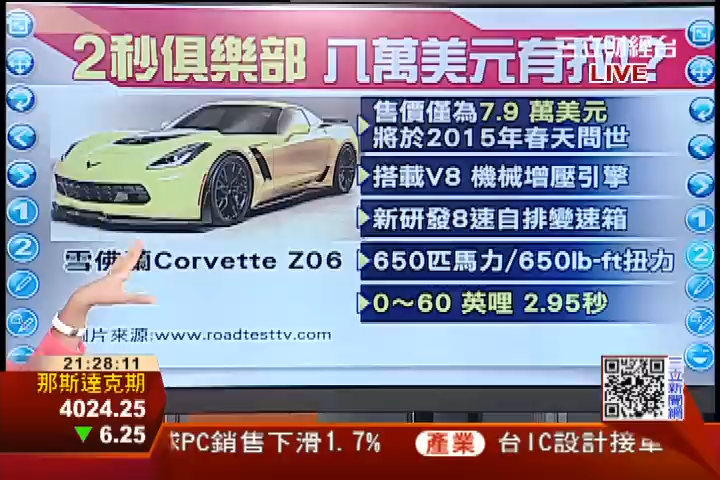 2秒俱樂部 八萬美元有找!?
三立財經台
LIVE
售價僅為7.9 萬美元
將於2015年春天問世
搭載V8 機械增壓引擎
新研發8速自排變速箱
650匹馬力/650lb-ft扭力
0～60 英哩 2.95秒
雪佛蘭Corvette Z06
片來源:www.roadtesttv.com
1
2
1
2
21:28:11
那斯達克期
4024.25
▼6.25
三立新聞網
PC銷售下滑1.7%
產業
台IC設計接單